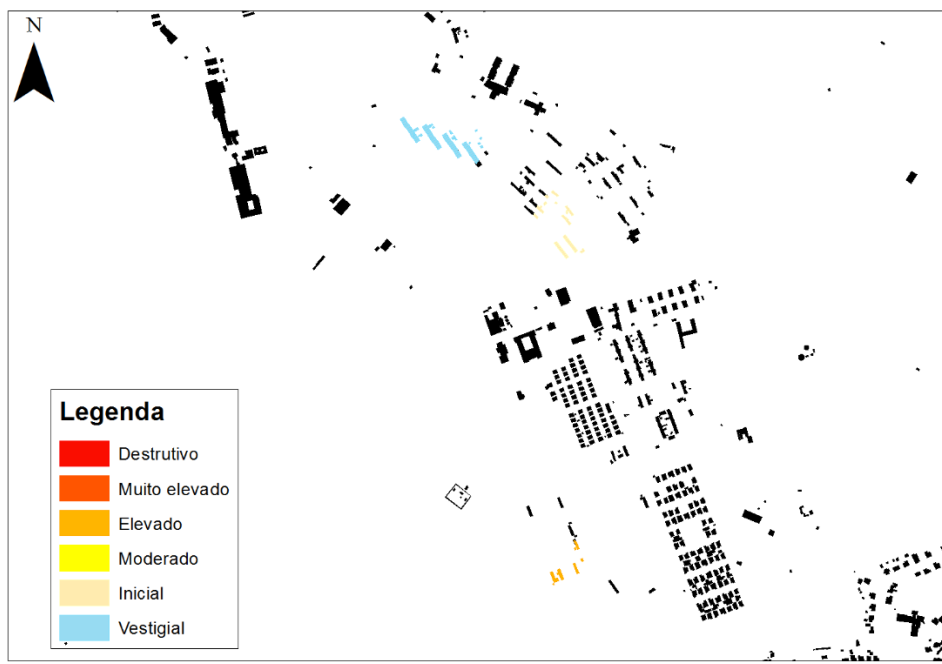 N
Legenda
Destrutivo
Muito elevado
Elevado
Moderado
Inicial
Vestigial